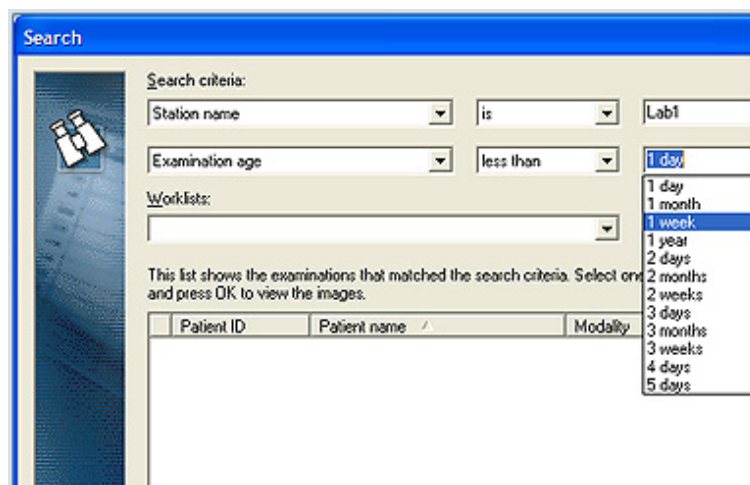 Search
Search criteria:
Station name is Lab1
Examination age less than 1 day
1 day
1 month
Worklists:
1 week
1 year
2 days
This list shows the examinations that matched the search criteria. Select one
2 months
and press OK to view the images.
2 weeks
3 days
Patient ID Patient name Modality
3 months
3 weeks
4 days
5 days